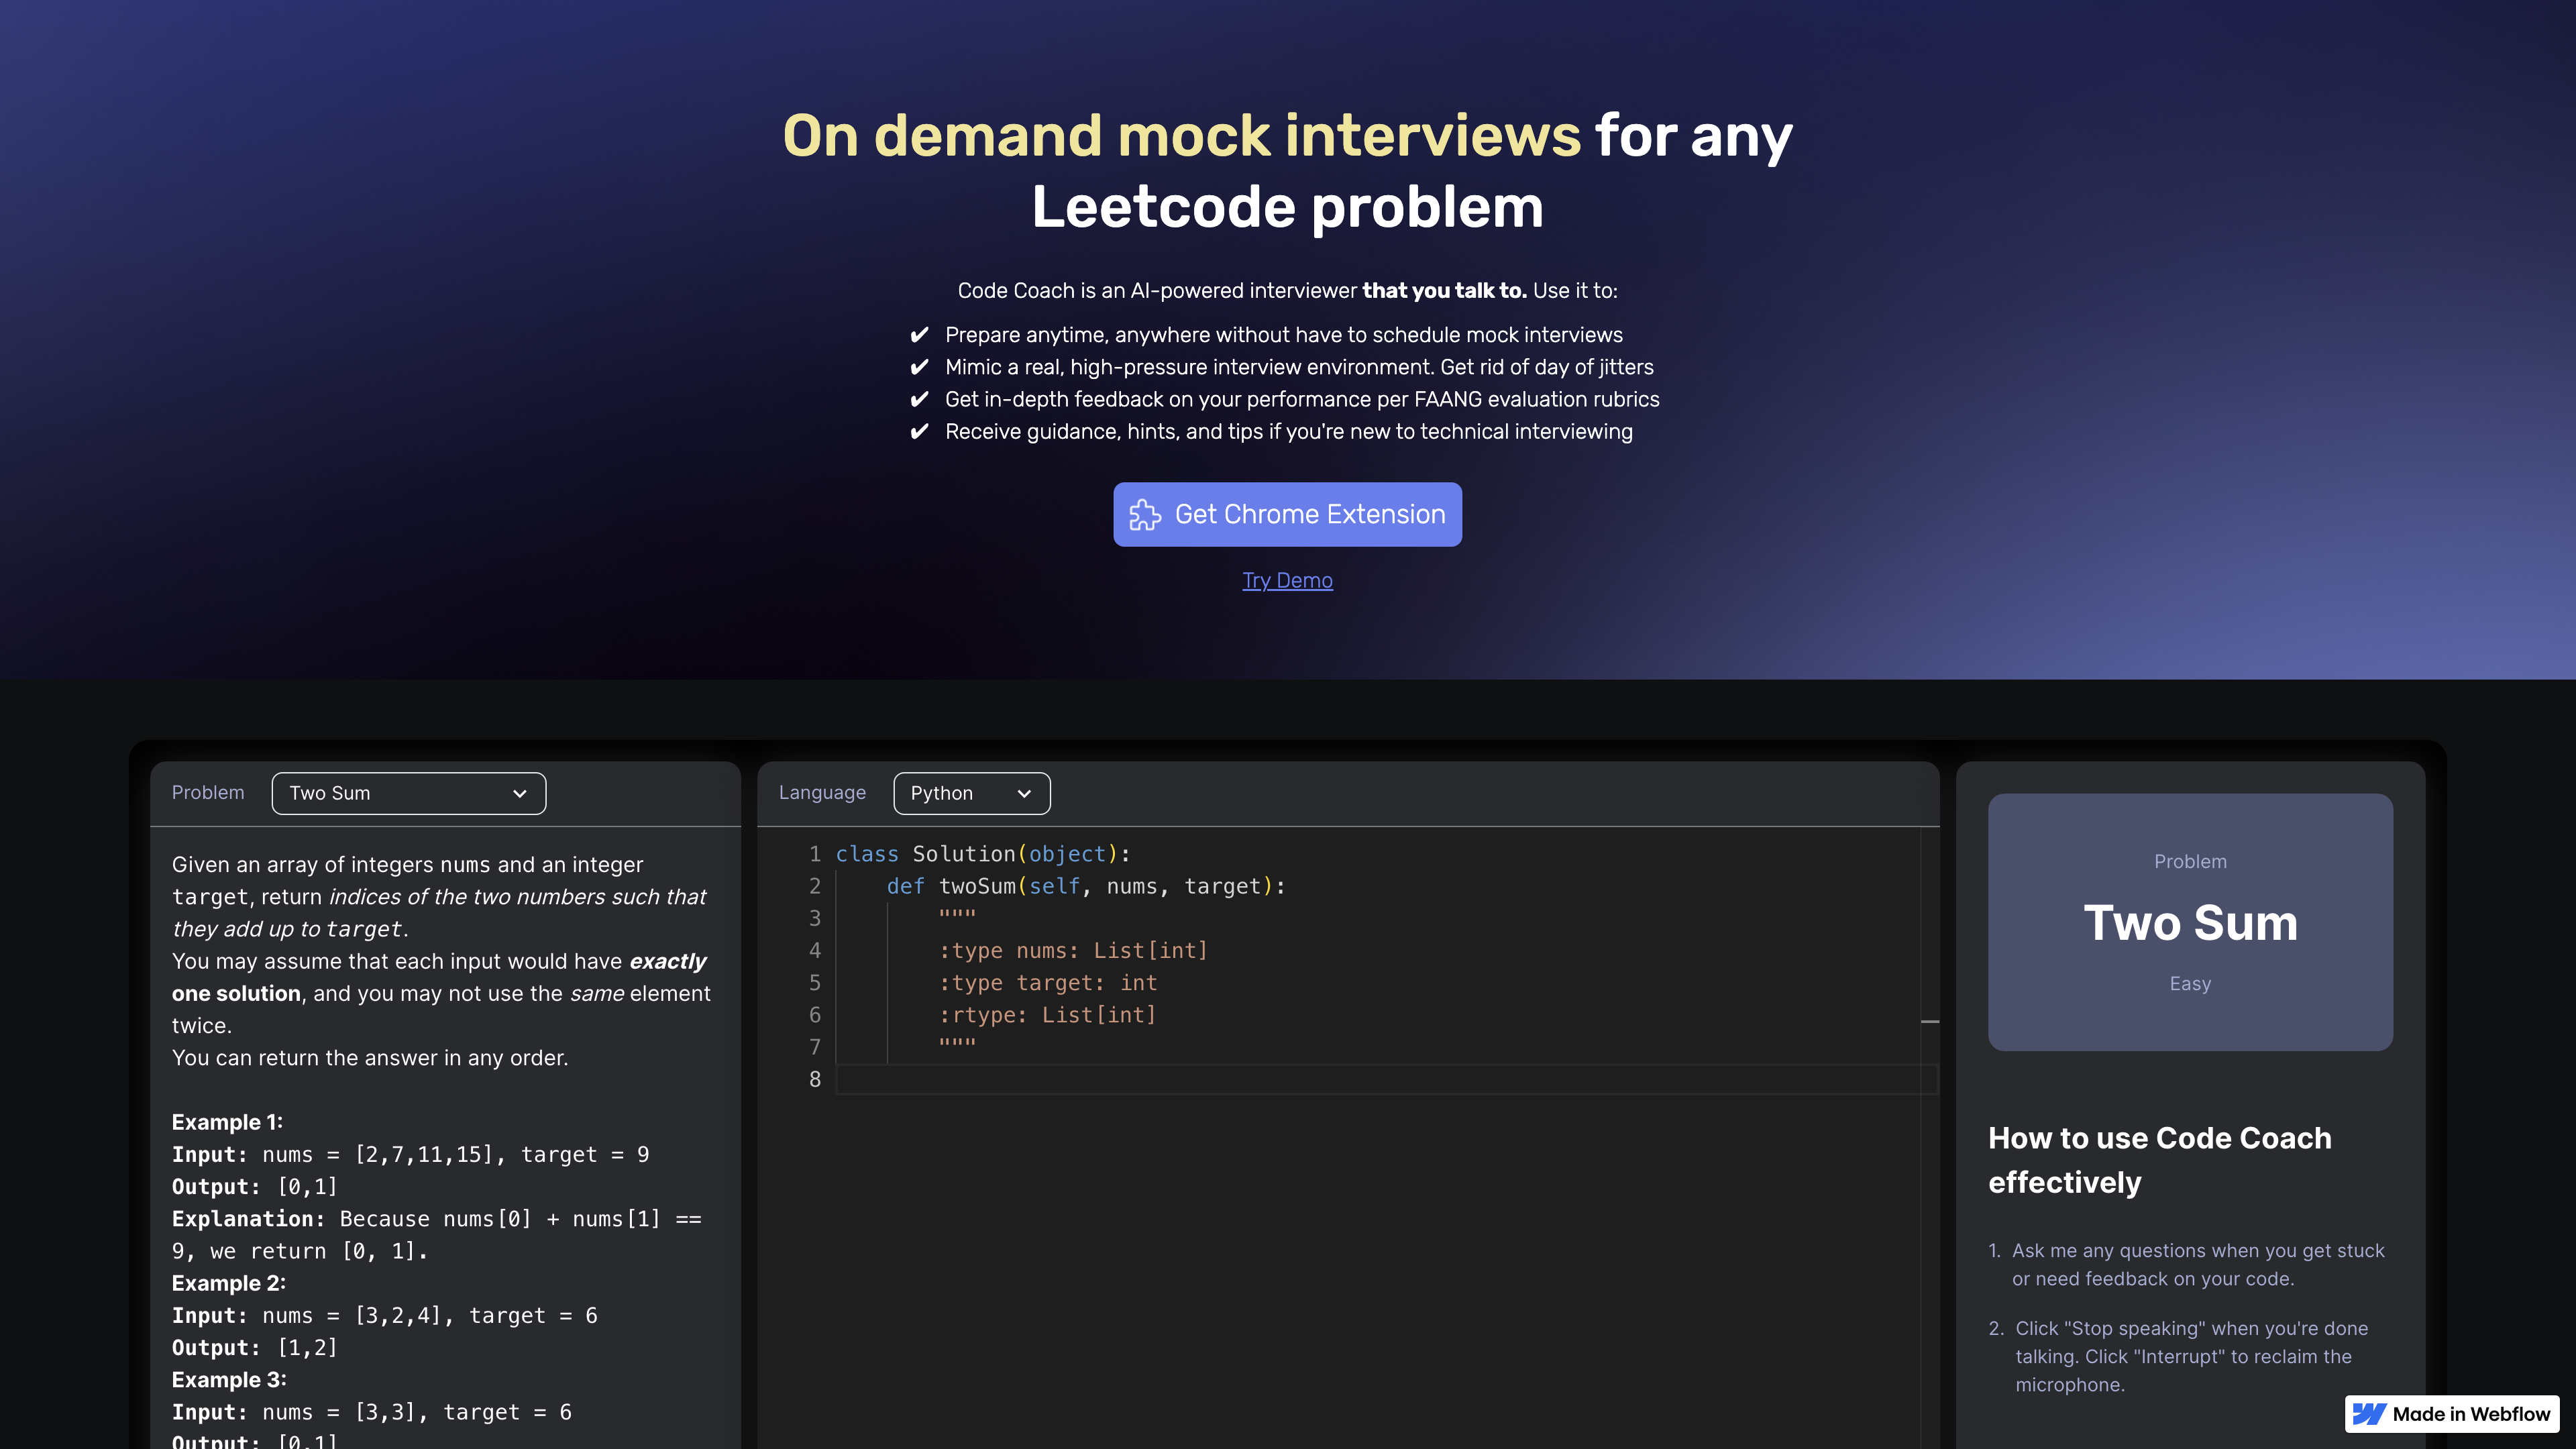 On demand mock interviews for any
Leetcode problem
Code Coach is an AI-powered interviewer that you talk to. Use it to:
✔ Prepare anytime, anywhere without have to schedule mock interviews
✔ Mimic a real, high-pressure interview environment. Get rid of day of jitters
✔ Get in-depth feedback on your performance per FAANG evaluation rubrics
✔ Receive guidance, hints, and tips if you're new to technical interviewing
Get Chrome Extension
Try Demo
Problem Two Sum
Given an array of integers nums and an integer
target, return indices of the two numbers such that
they add up to target.
You may assume that each input would have exactly
one solution, and you may not use the same element
twice.
You can return the answer in any order.
Example 1:
Input: nums = [2,7,11,15], target = 9
Output: [0,1]
Explanation: Because nums[0] + nums[1] ==
9, we return [0, 1].
Example 2:
Input: nums = [3,2,4], target = 6
Output: [1,2]
Example 3:
Input: nums = [3,3], target = 6
Output: [0,1]
Language Python
1 class Solution(object):
2     def twoSum(self, nums, target):
3         """
4         :type nums: List[int]
5         :type target: int
6         :rtype: List[int]
7         """
8
Problem
Two Sum
Easy
How to use Code Coach
effectively
1. Ask me any questions when you get stuck
or need feedback on your code.
2. Click "Stop speaking" when you're done
talking. Click "Interrupt" to reclaim the
microphone.
Made in Webflow